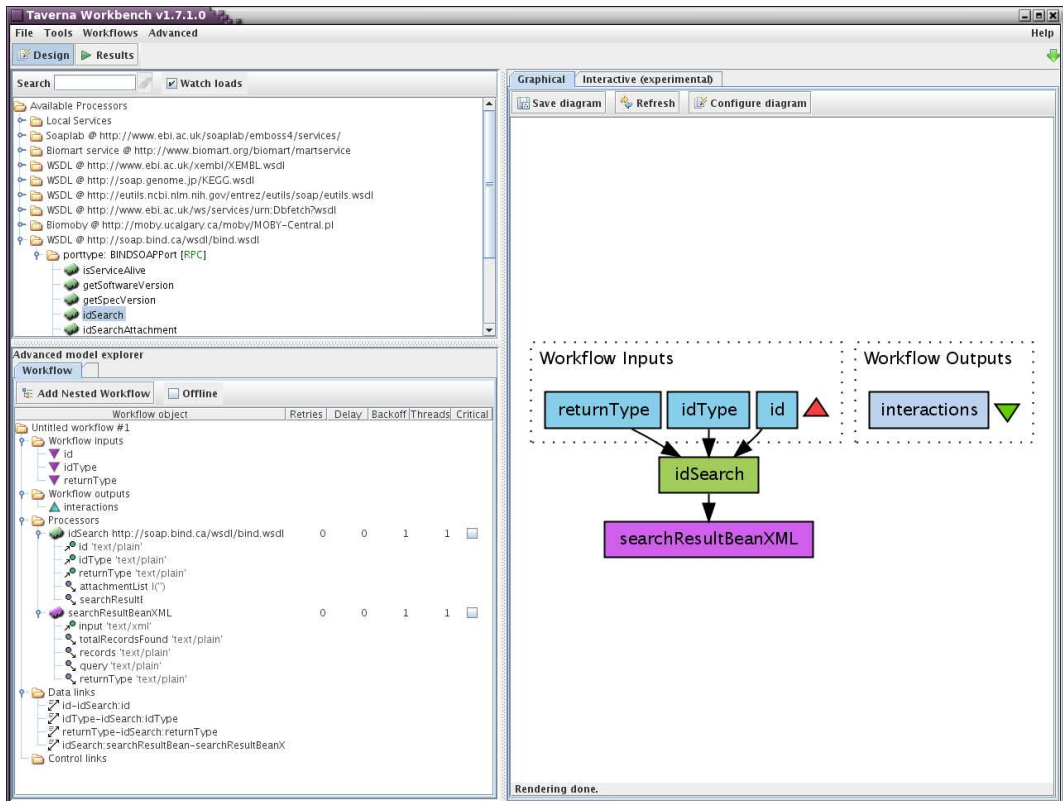 Taverna Workbench v1.7.1.0
File Tools Workflows Advanced Help
Design Results
Search Watch loads
Available Processors
Local Services
Soaplab @ http://www.ebi.ac.uk/soaplab/emboss4/services/
Biomart service @ http://www.biomart.org/biomart/martservice
WSDL @ http://www.ebi.ac.uk/xembl/XEMBL.wsdl
WSDL @ http://soap.genome.jp/KEGG.wsdl
WSDL @ http://eutils.ncbi.nlm.nih.gov/entrez/eutils/soap/eutils.wsdl
WSDL @ http://www.ebi.ac.uk/ws/services/urn:Dbfetch?wsdl
Biomoby @ http://moby.ucalgary.ca/moby/MOBY-Central.pl
WSDL @ http://soap.bind.ca/wsdl/bind.wsdl
porttype: BINDSOAPPort [RPC]
isServiceAlive
getSoftwareVersion
getSpecVersion
idSearch
idSearchAttachment
Advanced model explorer
Workflow
Add Nested Workflow Offline
Workflow object Retries Delay Backoff Threads Critical
Untitled workflow #1
Workflow inputs
id
idType
returnType
Workflow outputs
interactions
Processors
idSearch http://soap.bind.ca/wsdl/bind.wsdl 0 0 1 1
id 'text/plain'
idType 'text/plain'
returnType 'text/plain'
attachmentList l('')
searchResultE
searchResultBeanXML 0 0 1 1
input 'text/xml'
totalRecordsFound 'text/plain'
records 'text/plain'
query 'text/plain'
returnType 'text/plain'
Data links
id-idSearch:id
idType-idSearch:idType
returnType-idSearch:returnType
idSearch:searchResultBean-searchResultBeanX
Control links
Graphical Interactive (experimental)
Save diagram Refresh Configure diagram
Workflow Inputs
returnType idType id
Workflow Outputs
interactions
idSearch
searchResultBeanXML
Rendering done.